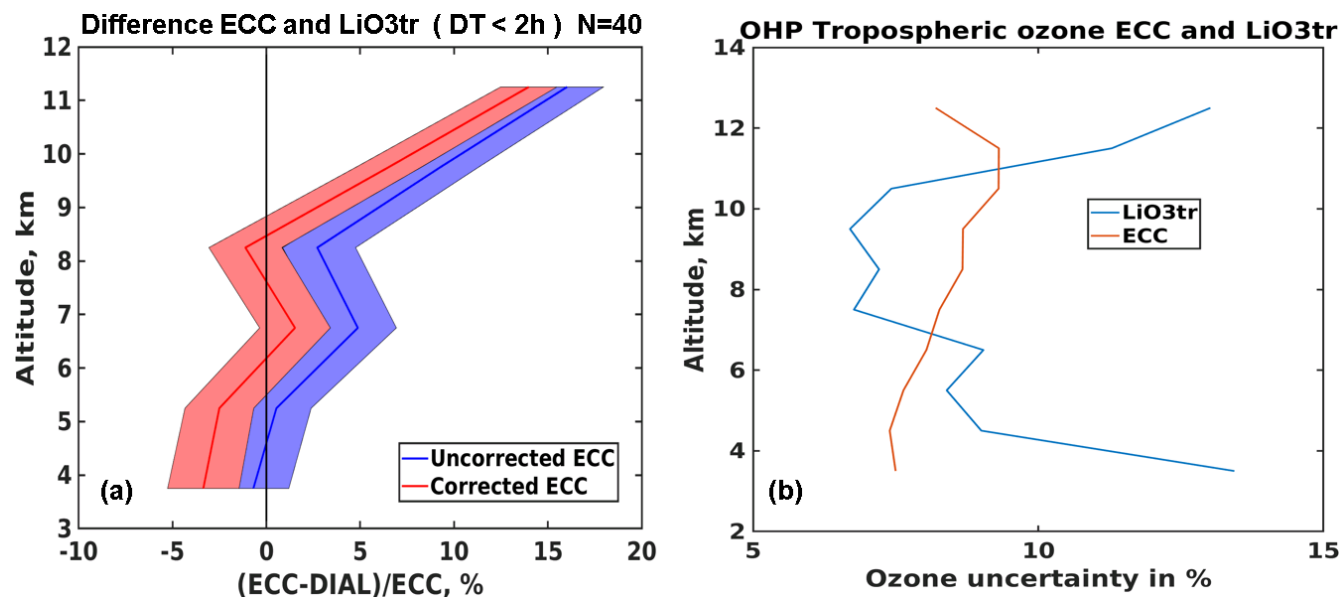 Difference ECC and LiO3tr ( DT < 2h ) N=40
12
11
10
9
8
7
6
5
4
3
Altitude, km
-10 -5 0 5 10 15 20
(ECC-DIAL)/ECC, %
Uncorrected ECC
Corrected ECC
(a)
OHP Tropospheric ozone ECC and LiO3tr
14
12
10
8
6
4
2
Altitude, km
5 10 15
Ozone uncertainty in %
LiO3tr
ECC
(b)